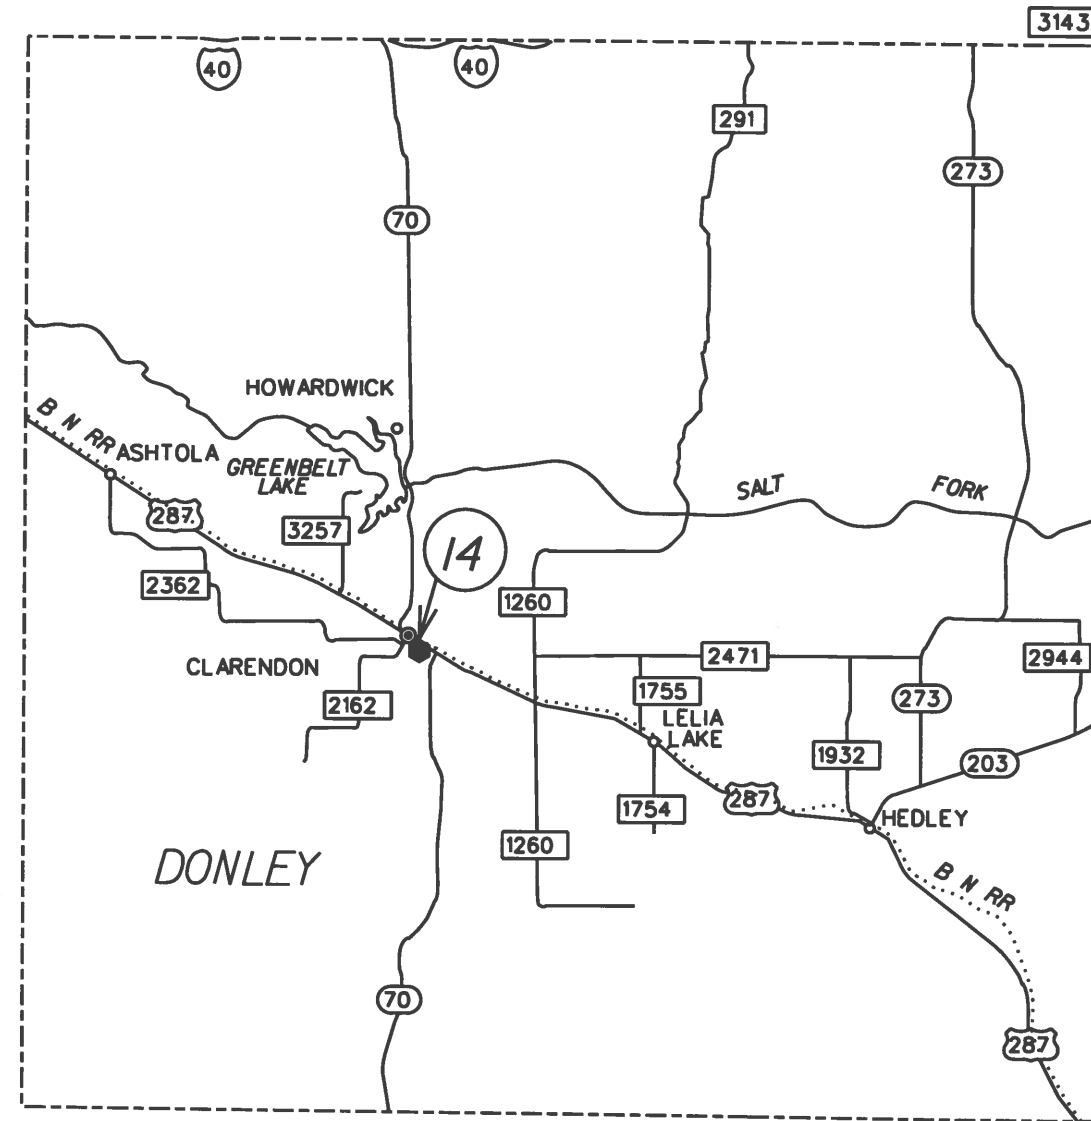 3143
40
40
291
273
70
HOWARDWICK
B N RR
ASHTOLA
GREENBELT
LAKE
SALT FORK
287
3257
14
2362
1260
CLARENDON
2471
2944
1755
2162
273
LELIA
LAKE
1932
203
287
1754
HEDLEY
1260
DONLEY
B N RR
70
287